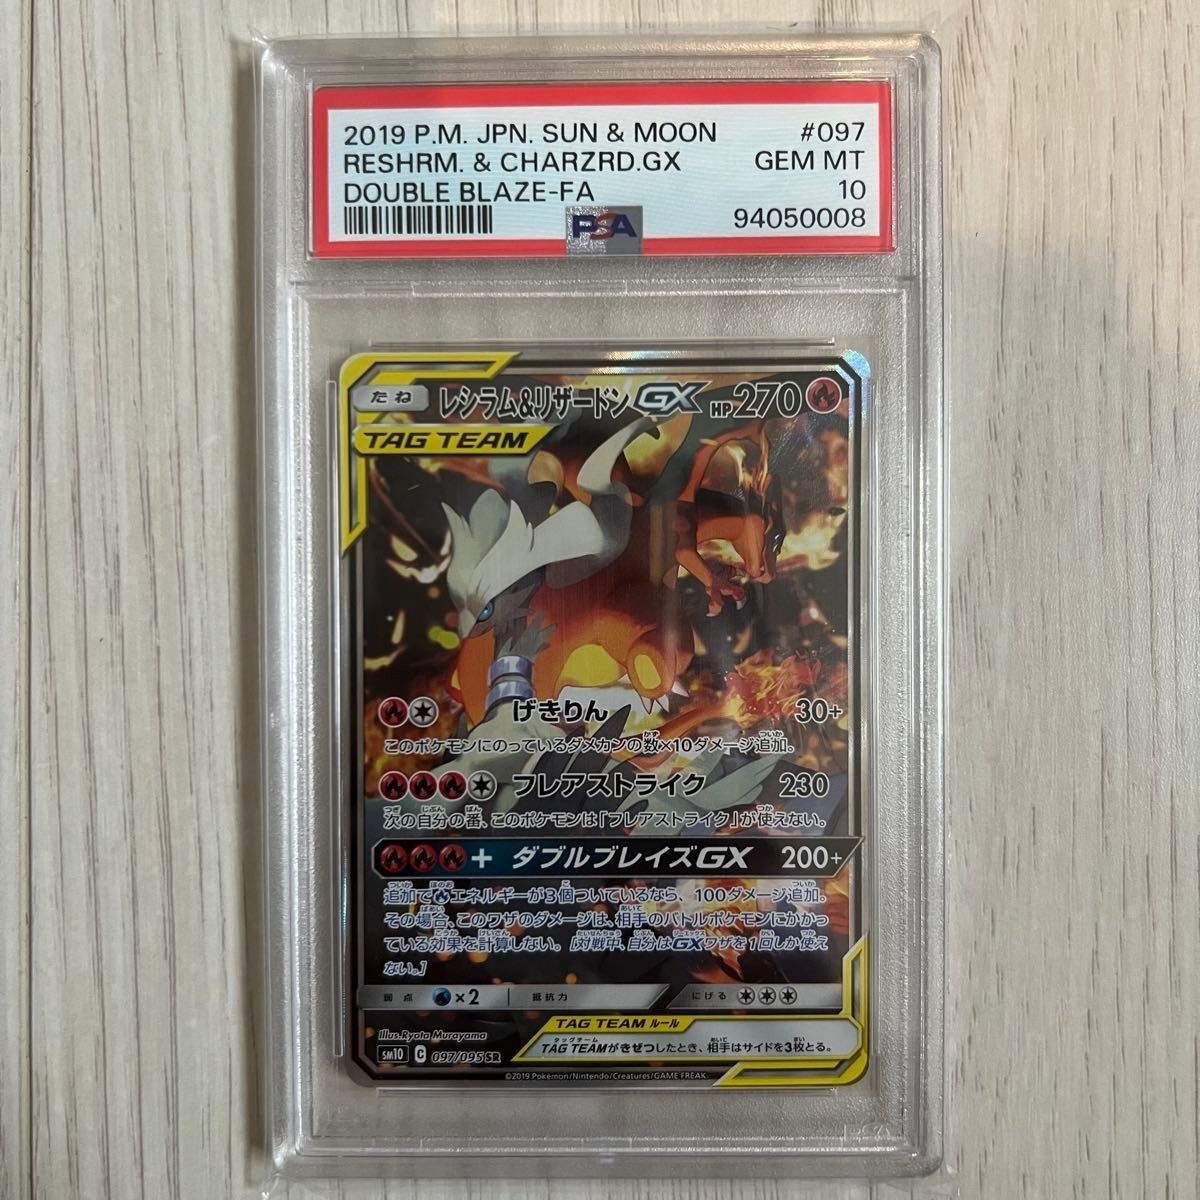 2019 P.M. JPN. SUN & MOON #097
RESHRM. & CHARZRD.GX GEM MT
DOUBLE BLAZE-FA 10
94050008
PSA
たね レシラム&リザードンGX HP270
TAG TEAM
げきりん 30+
このポケモンにのっているダメカンの数×10ダメージ追加。
フレアストライク 230
次の自分の番、このポケモンは「フレアストライク」が使えない。
+ ダブルブレイズGX 200+
追加でエネルギーが3個ついているなら、100ダメージ追加。
その場合、このワザのダメージは、相手のバトルポケモンにかかっ
ている効果を計算しない。[対戦中、自分はGXワザを1回しか使え
ない。]
弱点 ×2 抵抗力 にげる
Illus.Ryota Murayama
TAG TEAM ルール
TAG TEAMがきぜつしたとき、相手はサイドを3枚とる。
SM10 C 097/095 SR
©2019 Pokémon/Nintendo/Creatures/GAME FREAK.